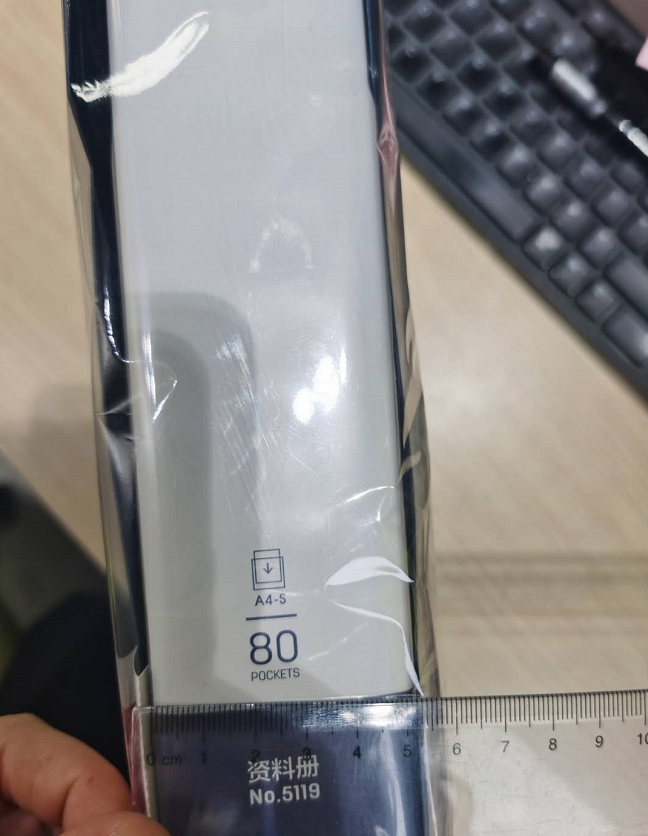 A4-S
80
POCKETS
0 cm 1 2 3 4 5 6 7 8 9 10
资料册
No.5119